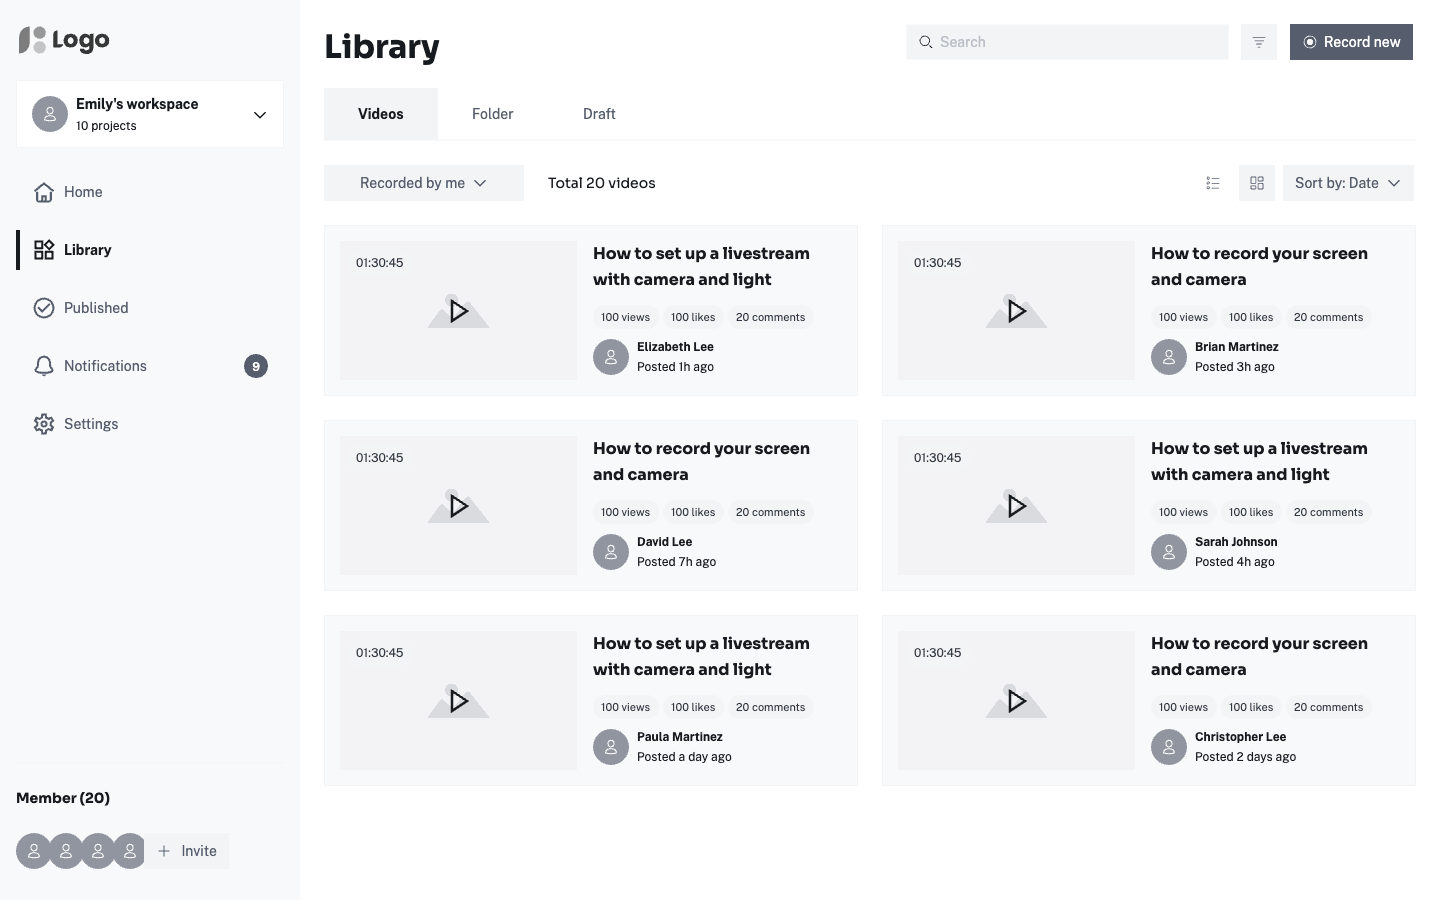 Logo
Emily's workspace
10 projects
Home
Library
Published
Notifications
9
Settings
Member (20)
Invite
Library
Search
Record new
Videos
Folder
Draft
Recorded by me
Total 20 videos
Sort by: Date
01:30:45
How to set up a livestream
with camera and light
100 views
100 likes
20 comments
Elizabeth Lee
Posted 1h ago
01:30:45
How to record your screen
and camera
100 views
100 likes
20 comments
Brian Martinez
Posted 3h ago
01:30:45
How to record your screen
and camera
100 views
100 likes
20 comments
David Lee
Posted 7h ago
01:30:45
How to set up a livestream
with camera and light
100 views
100 likes
20 comments
Sarah Johnson
Posted 4h ago
01:30:45
How to set up a livestream
with camera and light
100 views
100 likes
20 comments
Paula Martinez
Posted a day ago
01:30:45
How to record your screen
and camera
100 views
100 likes
20 comments
Christopher Lee
Posted 2 days ago